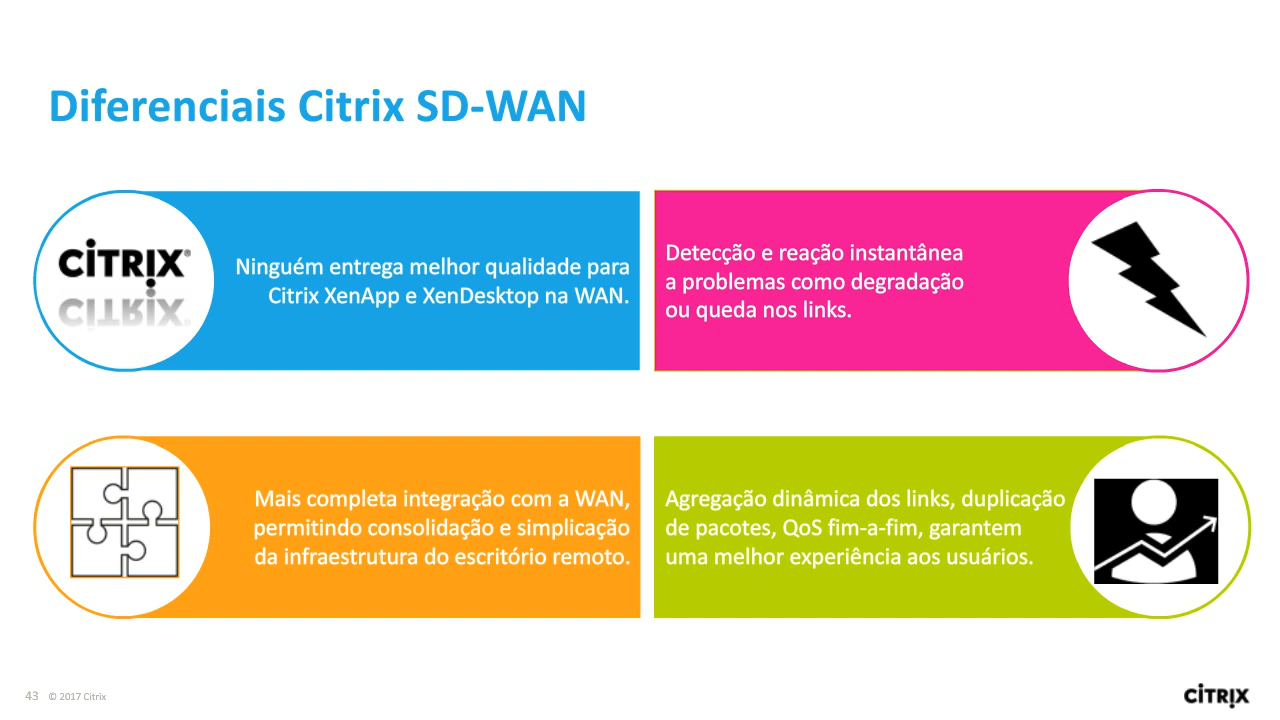 Diferenciais Citrix SD-WAN
CITRIX®
Ninguém entrega melhor qualidade para
Citrix XenApp e XenDesktop na WAN.
Detecção e reação instantânea
a problemas como degradação
ou queda nos links.
Mais completa integração com a WAN,
permitindo consolidação e simplicação
da infraestrutura do escritório remoto.
Agregação dinâmica dos links, duplicação
de pacotes, QoS fim-a-fim, garantem
uma melhor experiência aos usuários.
43 © 2017 Citrix
CITRIX